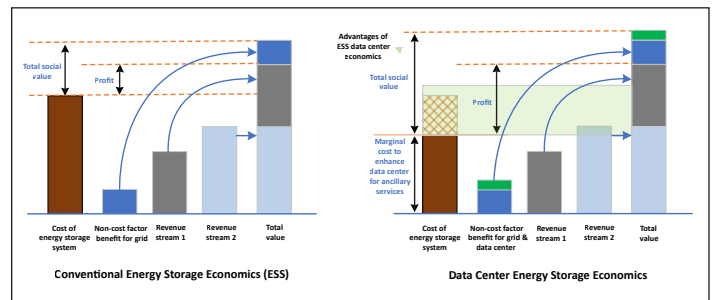 Total social
value
Profit
Cost of
energy storage
system
Non-cost factor
benefit for grid
Revenue
stream 1
Revenue
stream 2
Total
value
Conventional Energy Storage Economics (ESS)
Advantages of
ESS data center
economics
Total social
value
Profit
Marginal cost to
enhance data center
for ancillary
services
Cost of
energy storage
system
Non-cost factor
benefit for grid &
data center
Revenue
stream 1
Revenue
stream 2
Total
value
Data Center Energy Storage Economics